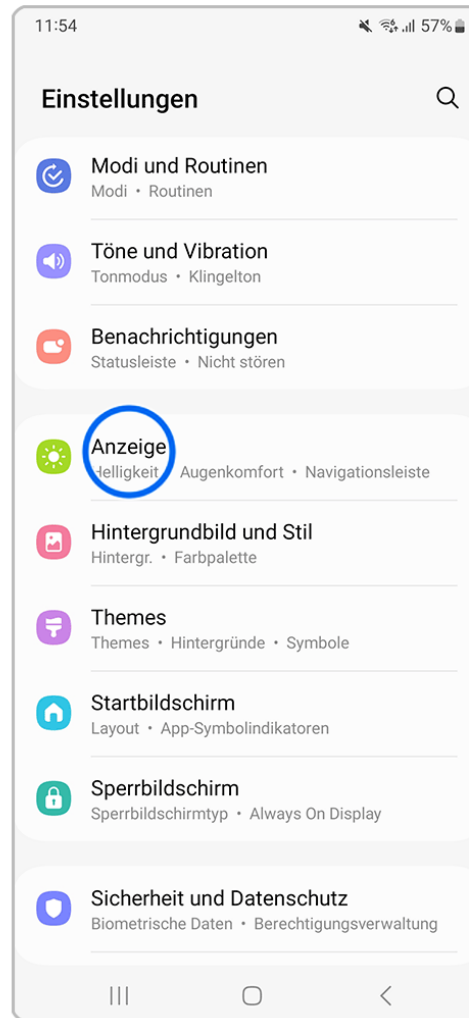 11:54 57%
Einstellungen
Modi und Routinen
Modi • Routinen
Töne und Vibration
Tonmodus • Klingelton
Benachrichtigungen
Statusleiste • Nicht stören
Anzeige
Helligkeit • Augenkomfort • Navigationsleiste
Hintergrundbild und Stil
Hintergr. • Farbpalette
Themes
Themes • Hintergründe • Symbole
Startbildschirm
Layout • App-Symbolindikatoren
Sperrbildschirm
Sperrbildschirmtyp • Always On Display
Sicherheit und Datenschutz
Biometrische Daten • Berechtigungsverwaltung